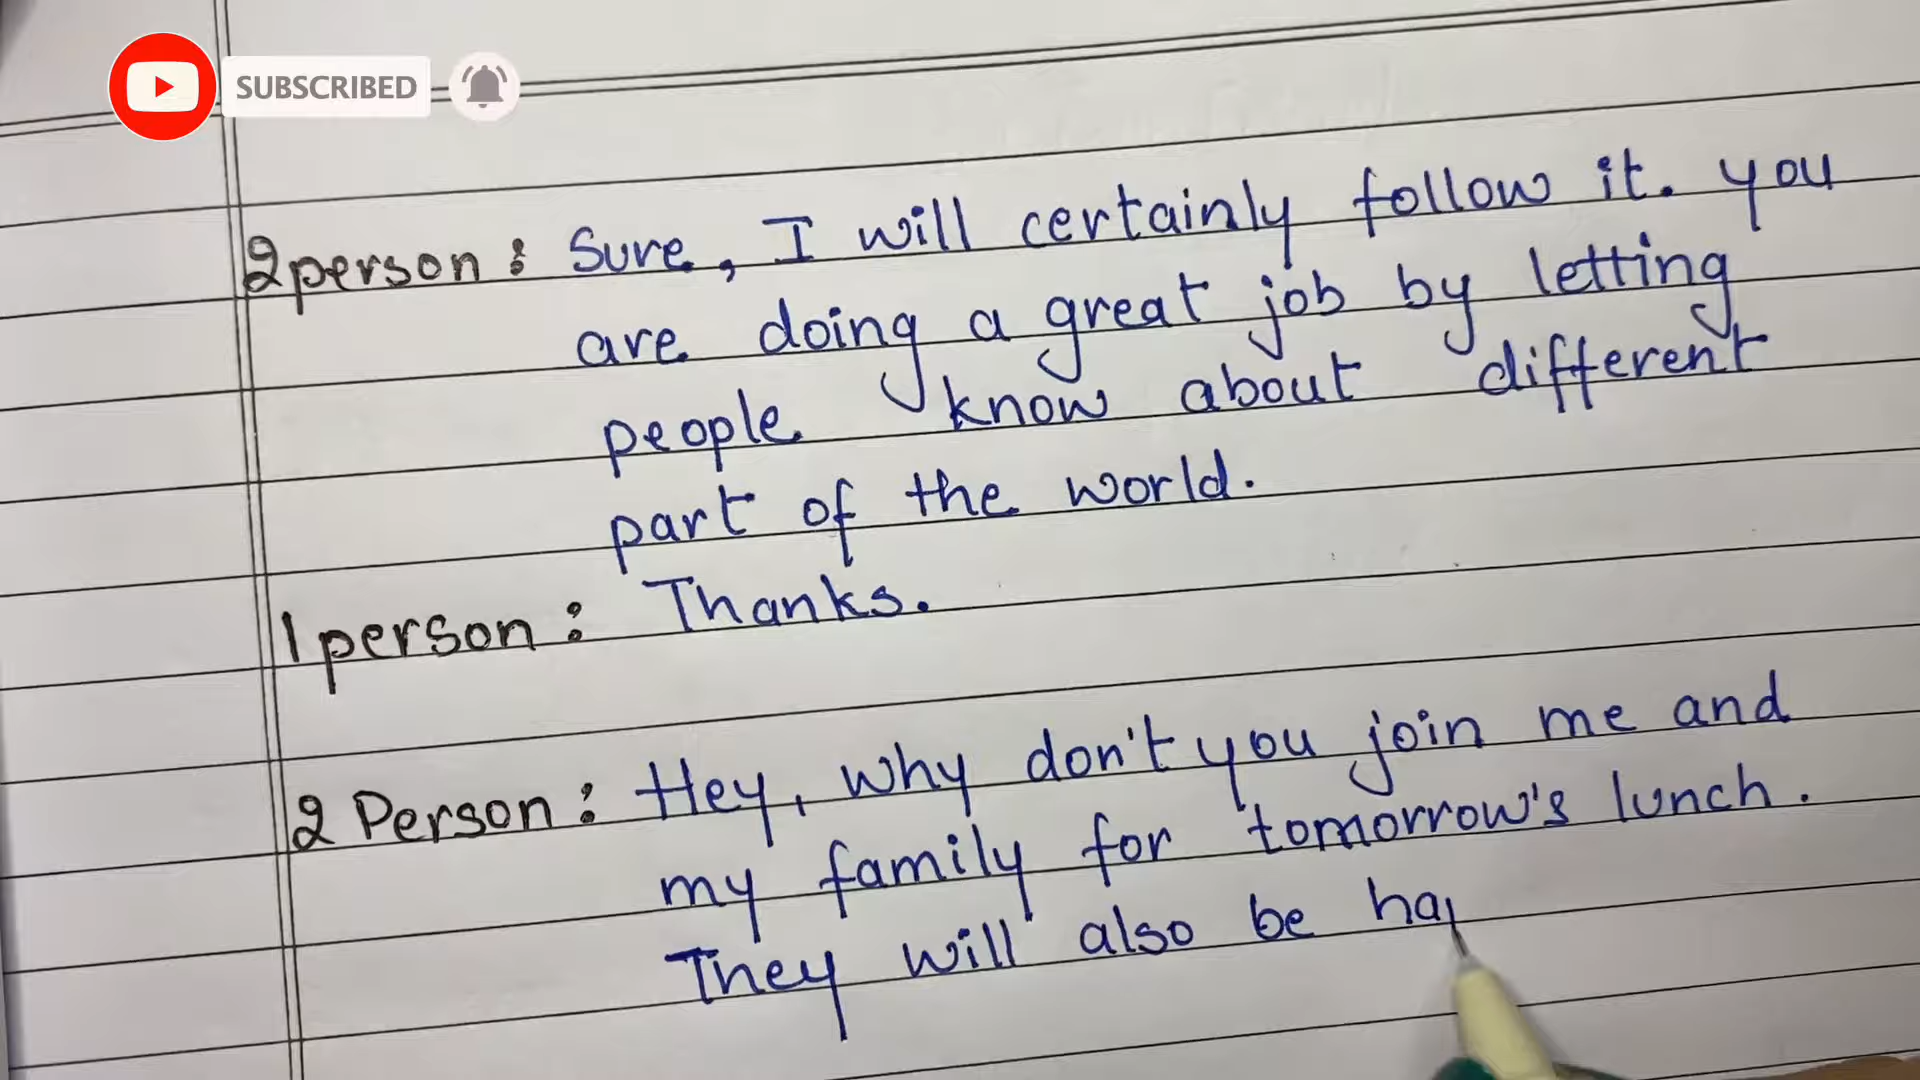 SUBSCRIBED
2person: Sure, I will certainly follow it. you
are doing a great job by letting
people know about different
part of the world.
1person: Thanks.
2 Person: Hey, why don't you join me and
my family for tomorrow's lunch.
They will also be ha